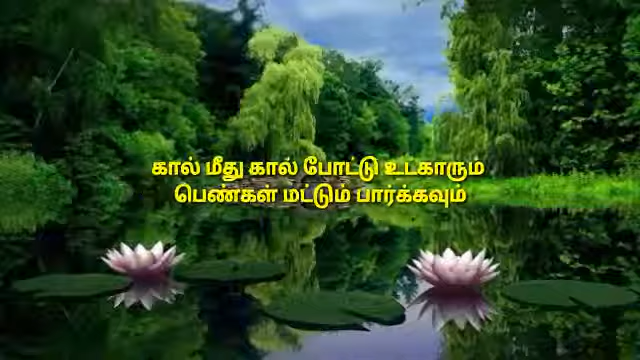 கால் மீது கால் போட்டு உடகாரும்
பெண்கள் மட்டும் பார்க்கவும்